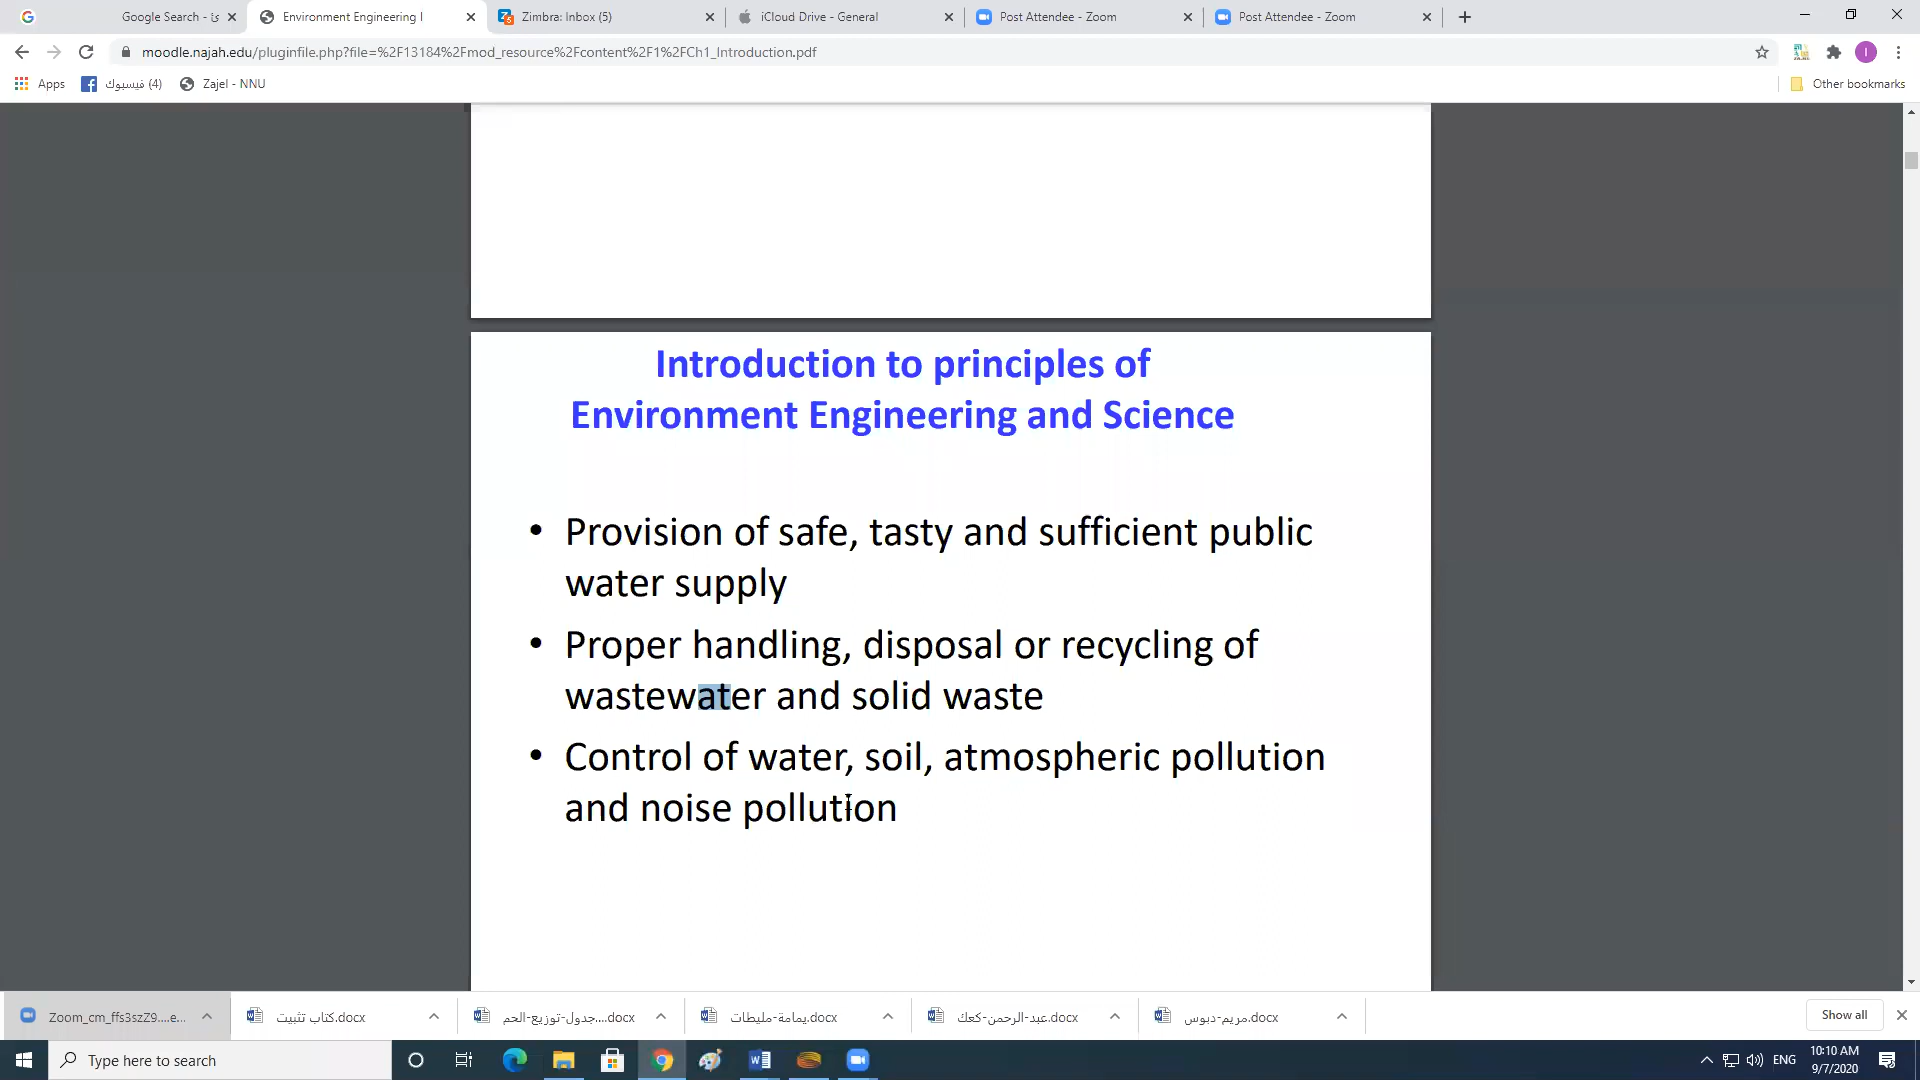 Google Search - ئ
Environment Engineering I
Zimbra: Inbox (5)
iCloud Drive - General
Post Attendee - Zoom
Post Attendee - Zoom
moodle.najah.edu/pluginfile.php?file=%2F13184%2Fmod_resource%2Fcontent%2F1%2FCh1_Introduction.pdf
Apps
(4) فيسبوك
Zajel - NNU
Other bookmarks
Introduction to principles of
Environment Engineering and Science
• Provision of safe, tasty and sufficient public
water supply
• Proper handling, disposal or recycling of
wastewater and solid waste
• Control of water, soil, atmospheric pollution
and noise pollution
Zoom_cm_ffs3szZ9....e...
كتاب تثبيت.docx
جدول-توزيع-الحم....docx
يمامة-مليطات.docx
عبد-الرحمن-كعك.docx
مريم-دبوس.docx
Show all
Type here to search
ENG
10:10 AM
9/7/2020